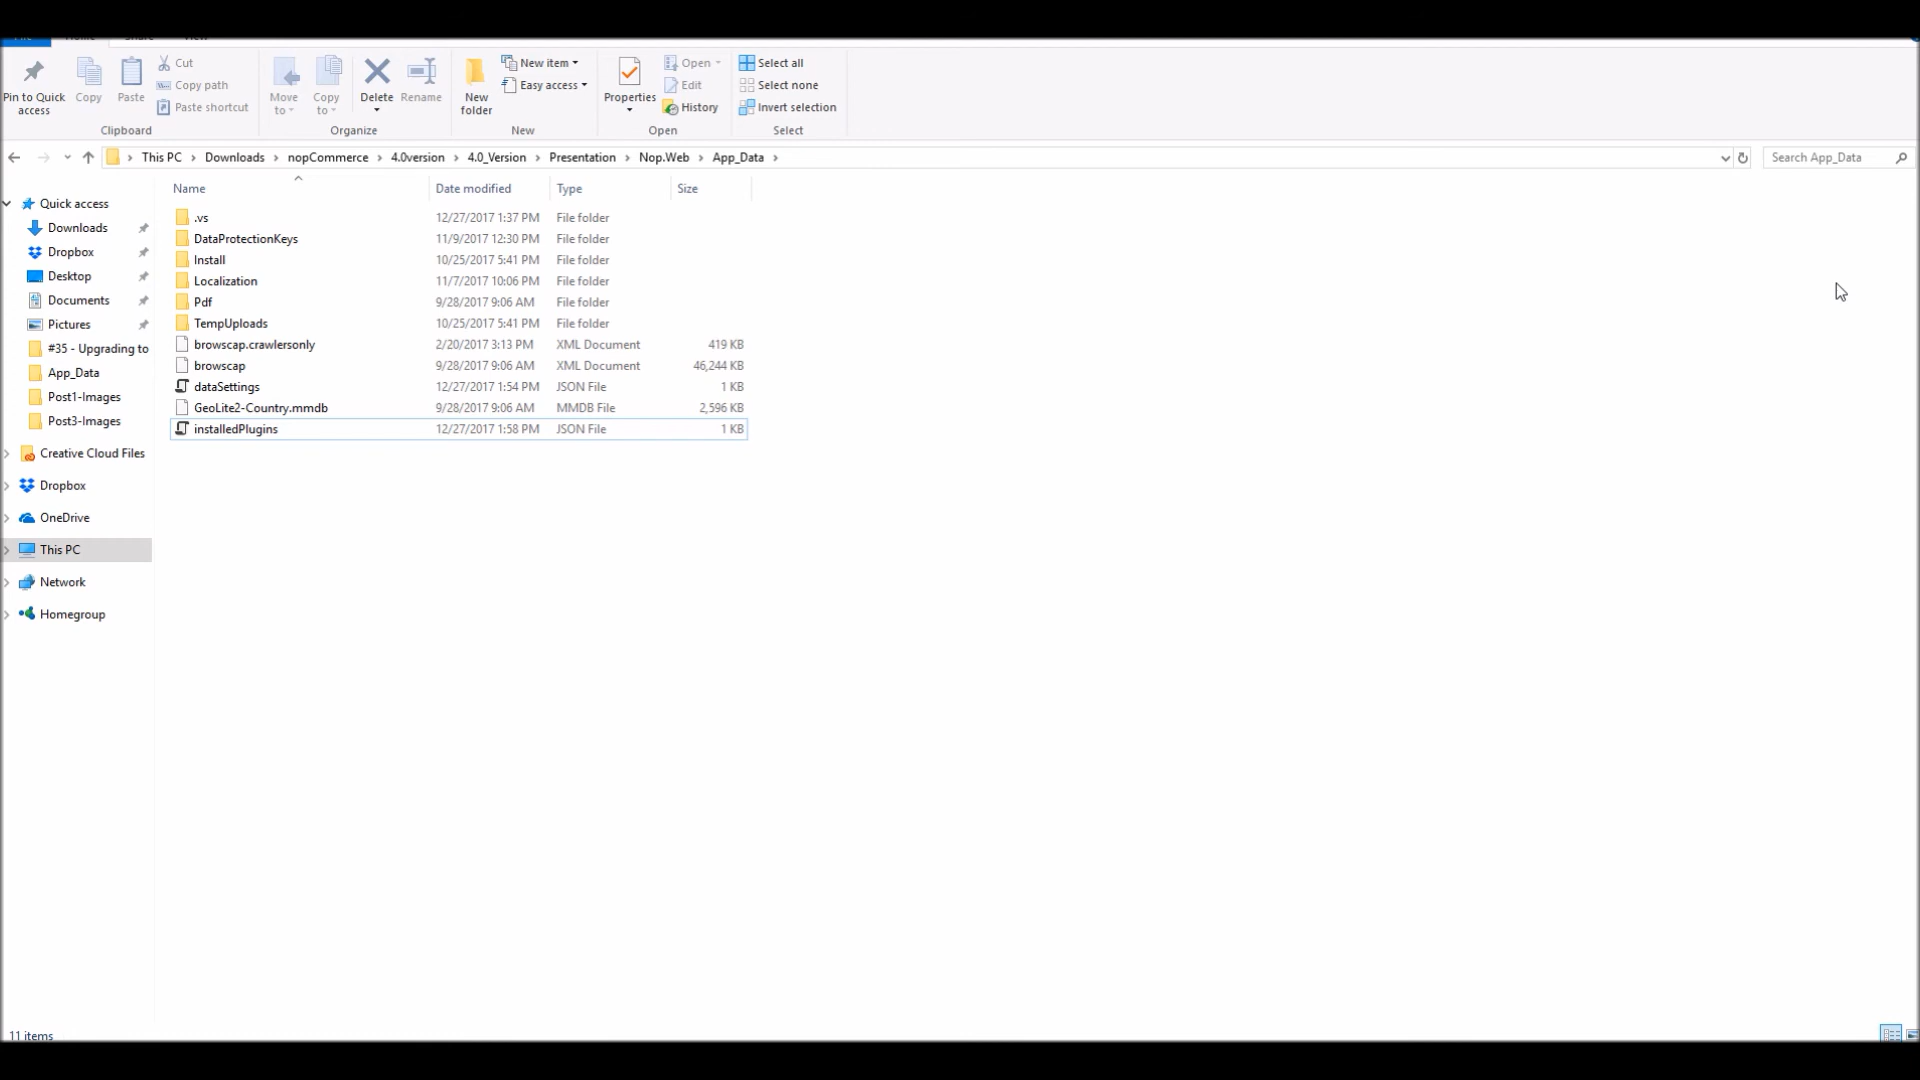 File Home Share View
New item
Open
Select all
Cut
Copy path
Easy access
Edit
Select none
Pin to Quick access
Copy
Paste
Paste shortcut
Move to
Copy to
Delete
Rename
New folder
Properties
History
Invert selection
Clipboard
Organize
New
Open
Select
This PC > Downloads > nopCommerce > 4.0version > 4.0_Version > Presentation > Nop.Web > App_Data >
Search App_Data
Name Date modified Type Size
Quick access
Downloads
Dropbox
Desktop
Documents
Pictures
#35 - Upgrading to
App_Data
Post1-Images
Post3-Images
Creative Cloud Files
Dropbox
OneDrive
This PC
Network
Homegroup
.vs 12/27/2017 1:37 PM File folder
DataProtectionKeys 11/9/2017 12:30 PM File folder
Install 10/25/2017 5:41 PM File folder
Localization 11/7/2017 10:06 PM File folder
Pdf 9/28/2017 9:06 AM File folder
TempUploads 10/25/2017 5:41 PM File folder
browscap.crawlersonly 2/20/2017 3:13 PM XML Document 419 KB
browscap 9/28/2017 9:06 AM XML Document 46,244 KB
dataSettings 12/27/2017 1:54 PM JSON File 1 KB
GeoLite2-Country.mmdb 9/28/2017 9:06 AM MMDB File 2,596 KB
installedPlugins 12/27/2017 1:58 PM JSON File 1 KB
11 items